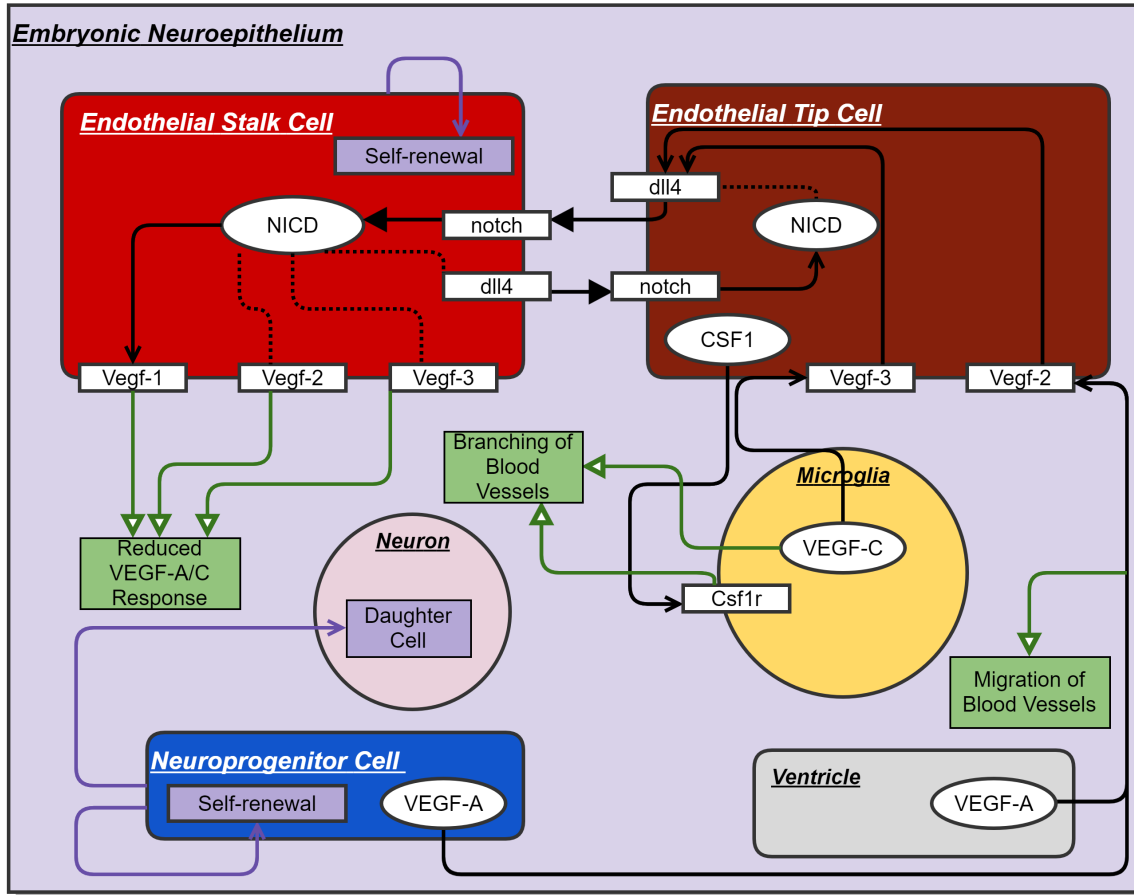 Embryonic Neuroepithelium
Endothelial Stalk Cell
Self-renewal
NICD
notch
dll4
Vegf-1
Vegf-2
Vegf-3
Endothelial Tip Cell
dll4
NICD
notch
CSF1
Vegf-3
Vegf-2
Branching of
Blood
Vessels
Microglia
VEGF-C
Csf1r
Reduced
VEGF-A/C
Response
Neuron
Daughter
Cell
Migration of
Blood Vessels
Neuroprogenitor Cell
Self-renewal
VEGF-A
Ventricle
VEGF-A